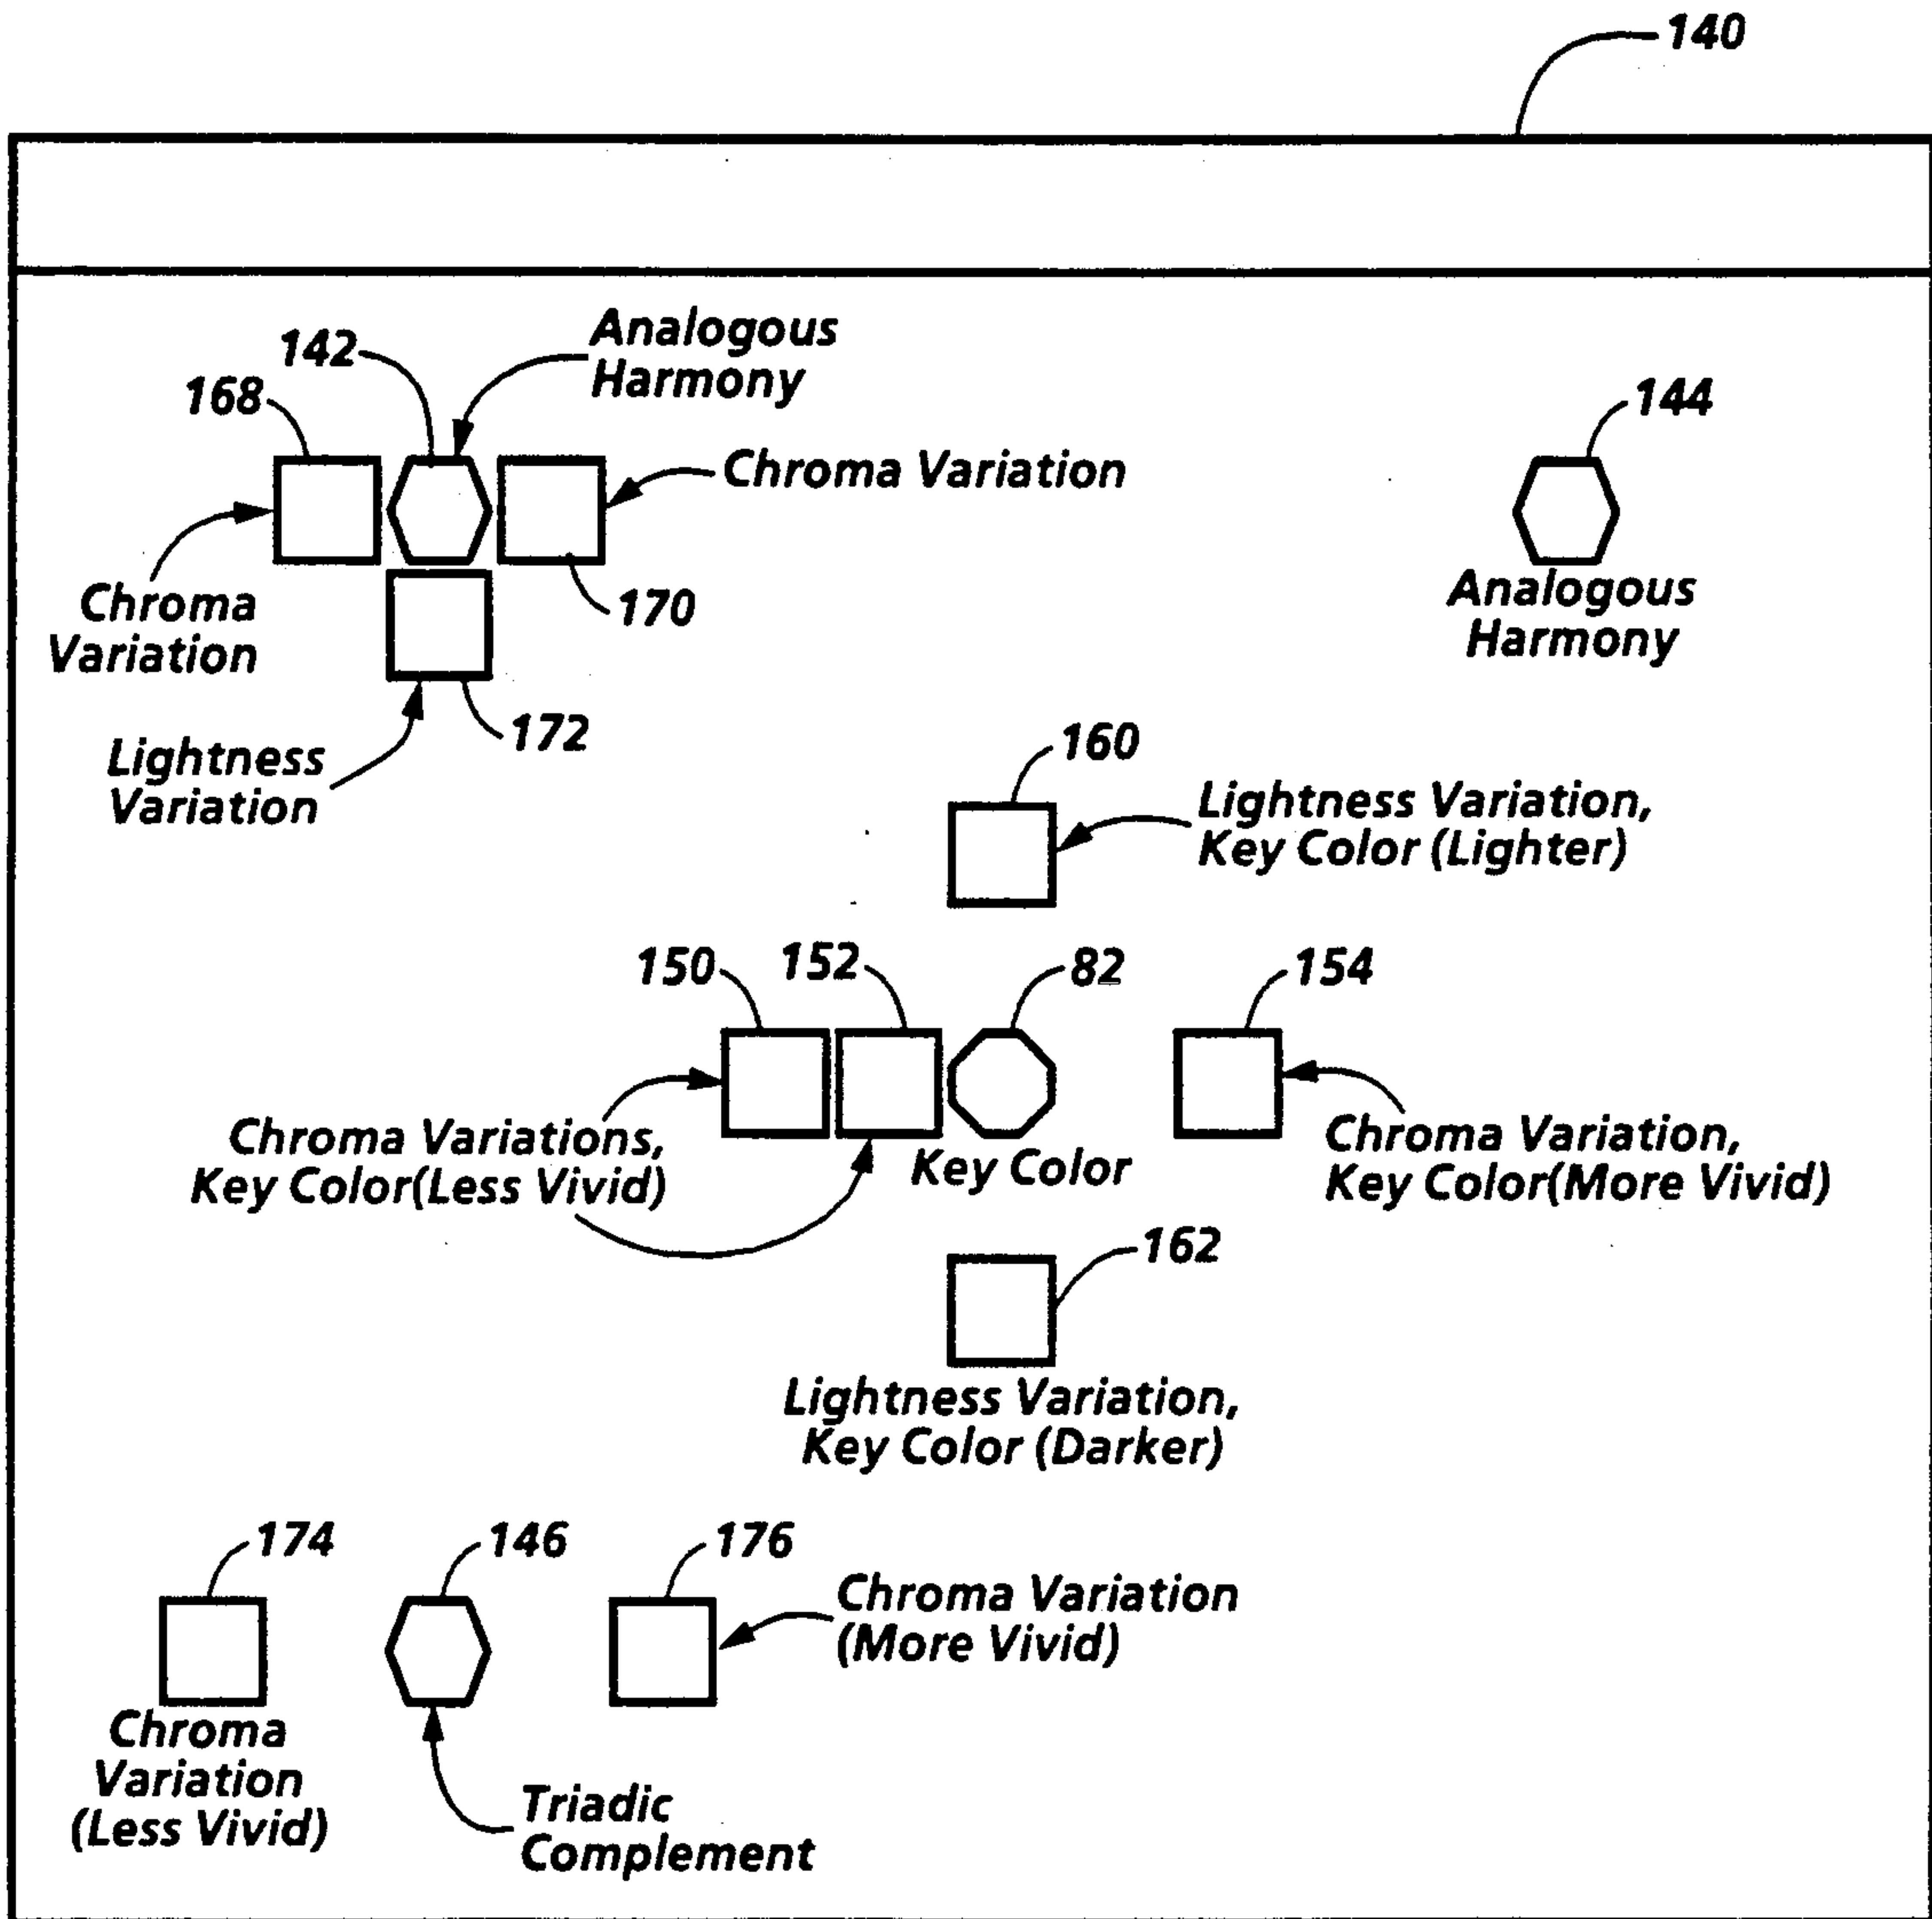 140
Analogous
Harmony
142
168
144
Chroma Variation
Chroma
Variation
170
Analogous
Harmony
172
Lightness
Variation
160
Lightness Variation,
Key Color (Lighter)
150
152
82
154
Chroma Variations,
Key Color(Less Vivid)
Key Color
Chroma Variation,
Key Color(More Vivid)
162
Lightness Variation,
Key Color (Darker)
174
146
176
Chroma Variation
(More Vivid)
Chroma
Variation
(Less Vivid)
Triadic
Complement